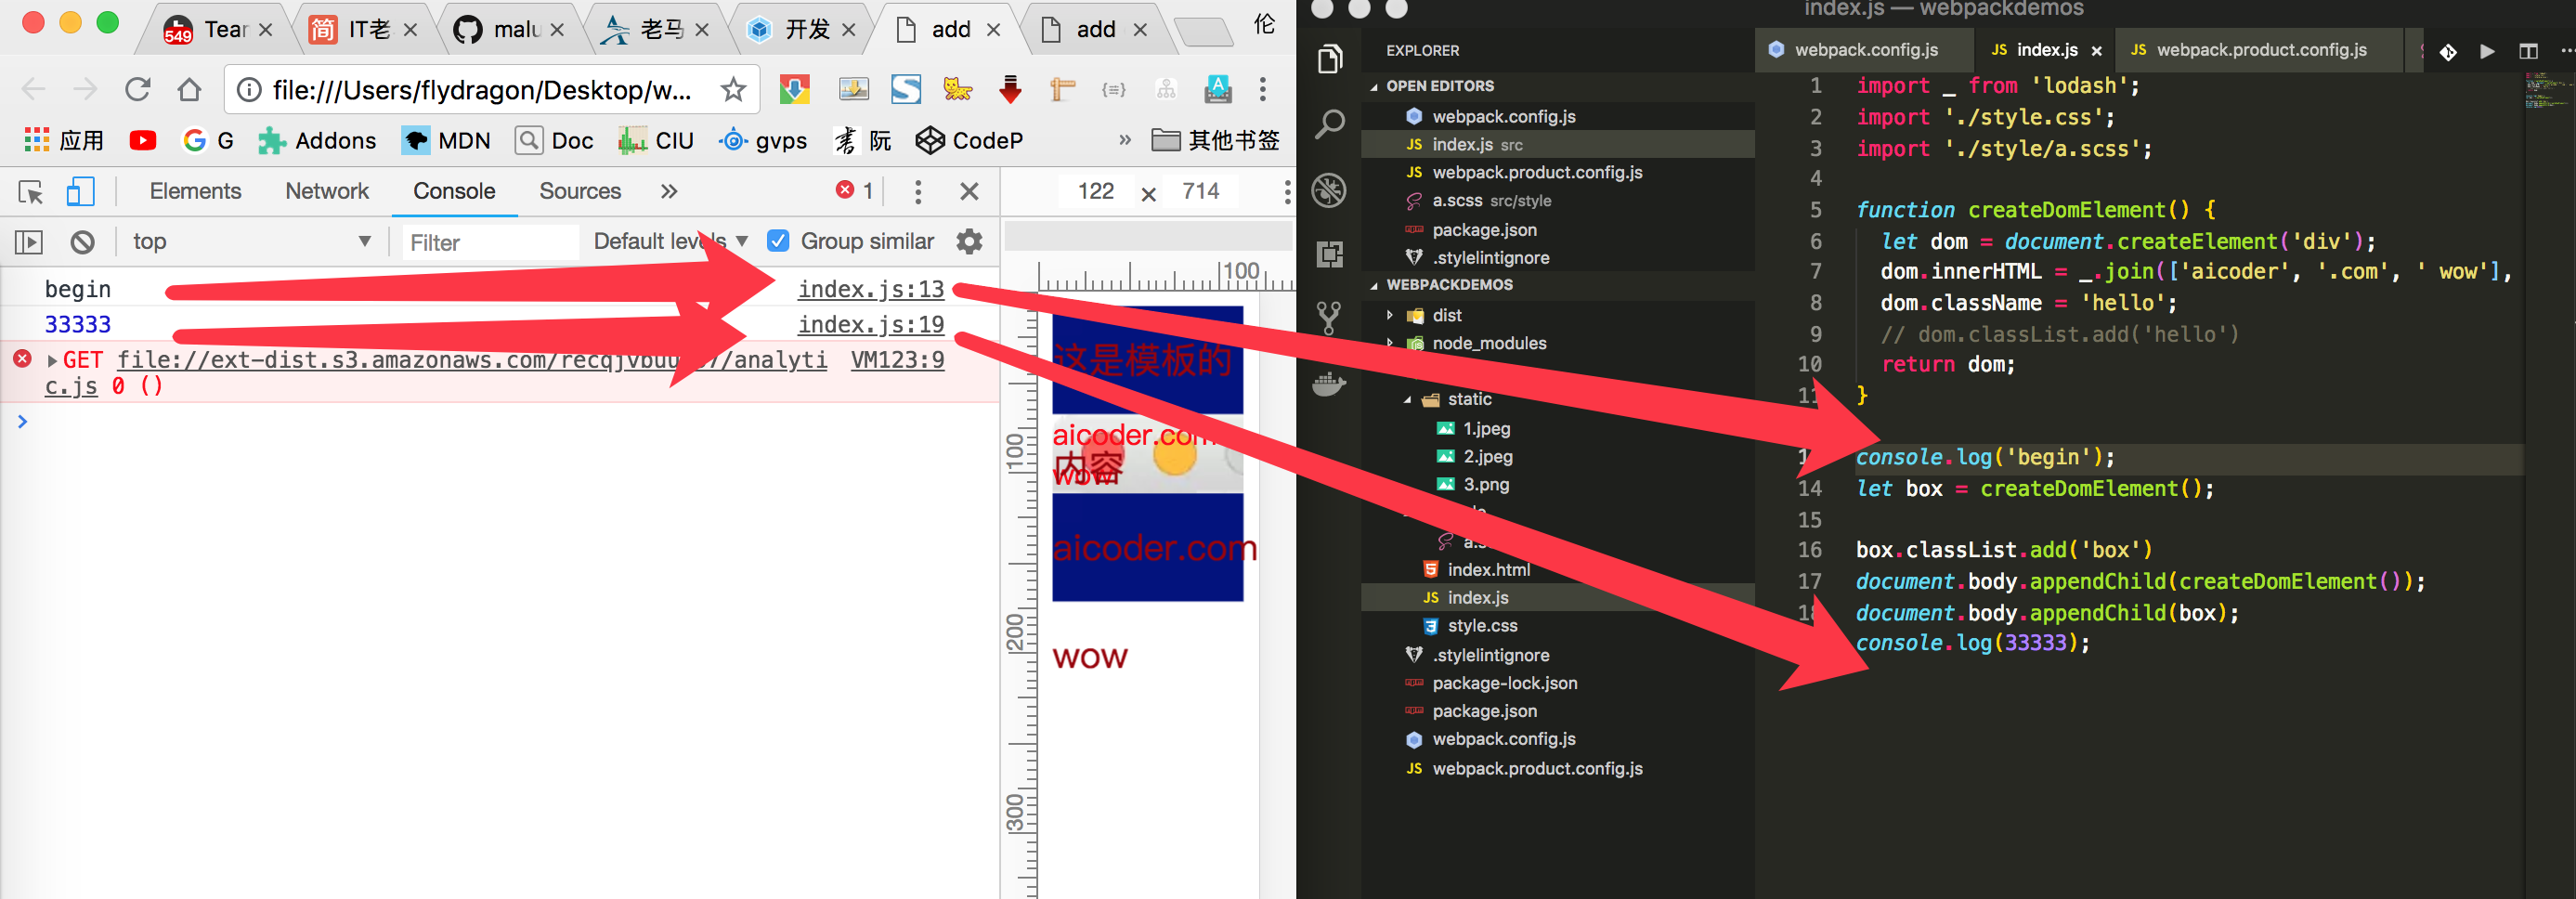 549 Tear × 简 IT老 × malu × 老马 × 开发 × add × add × 伦
file:///Users/flydragon/Desktop/w...
应用 G Addons MDN Doc CIU gvps 阮 CodeP » 其他书签
Elements Network Console Sources » 1
top Filter Default levels Group similar
begin index.js:13
33333 index.js:19
GET file://ext-dist.s3.amazonaws.com/ /analyti VM123:9
c.js 0 ()
122 × 714
100
100
200
300
这是模板的
aicoder.com
内容
wow
aicoder.com
wow
index.js — webpackdemos
EXPLORER
OPEN EDITORS
webpack.config.js
JS index.js src
JS webpack.product.config.js
a.scss src/style
package.json
.stylelintignore
WEBPACKDEMOS
dist
node_modules
static
1.jpeg
2.jpeg
3.png
index.html
JS index.js
style.css
.stylelintignore
package-lock.json
package.json
webpack.config.js
JS webpack.product.config.js
webpack.config.js JS index.js × JS webpack.product.config.js
1 import _ from 'lodash';
2 import './style.css';
3 import './style/a.scss';
4
5 function createDomElement() {
6 let dom = document.createElement('div');
7 dom.innerHTML = _.join(['aicoder', '.com', ' wow'],
8 dom.className = 'hello';
9 // dom.classList.add('hello')
10 return dom;
11 }
console.log('begin');
14 let box = createDomElement();
15
16 box.classList.add('box')
17 document.body.appendChild(createDomElement());
18 document.body.appendChild(box);
console.log(33333);